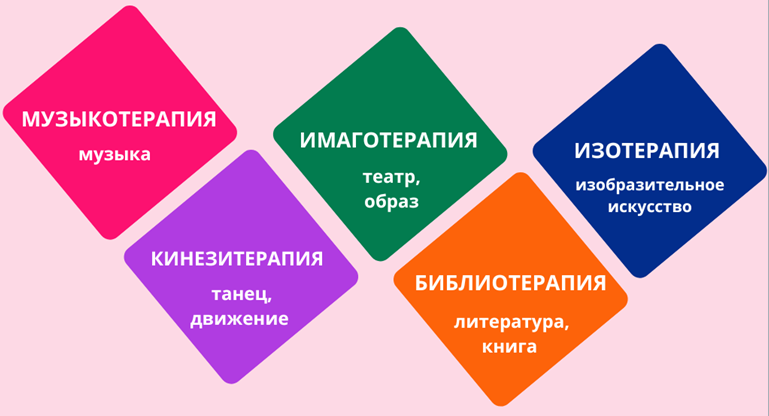 МУЗЫКОТЕРАПИЯ
музыка
КИНЕЗИТЕРАПИЯ
танец,
движение
ИМАГОТЕРАПИЯ
театр,
образ
БИБЛИОТЕРАПИЯ
литература,
книга
ИЗОТЕРАПИЯ
изобразительное
искусство